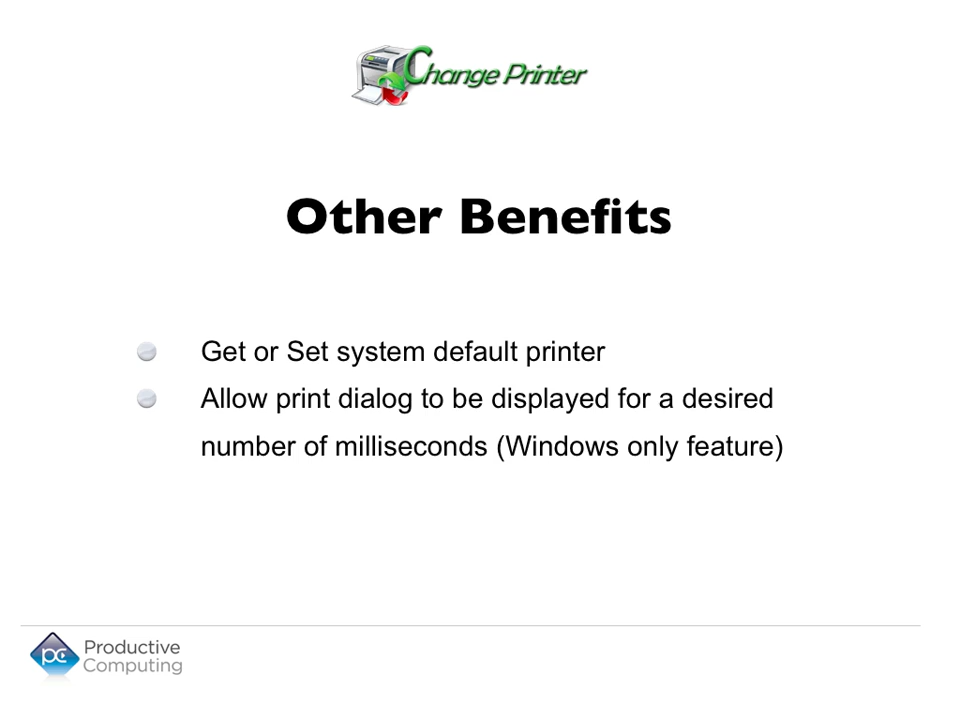 Change Printer
Other Benefits
Get or Set system default printer
Allow print dialog to be displayed for a desired
number of milliseconds (Windows only feature)
pc Productive
Computing